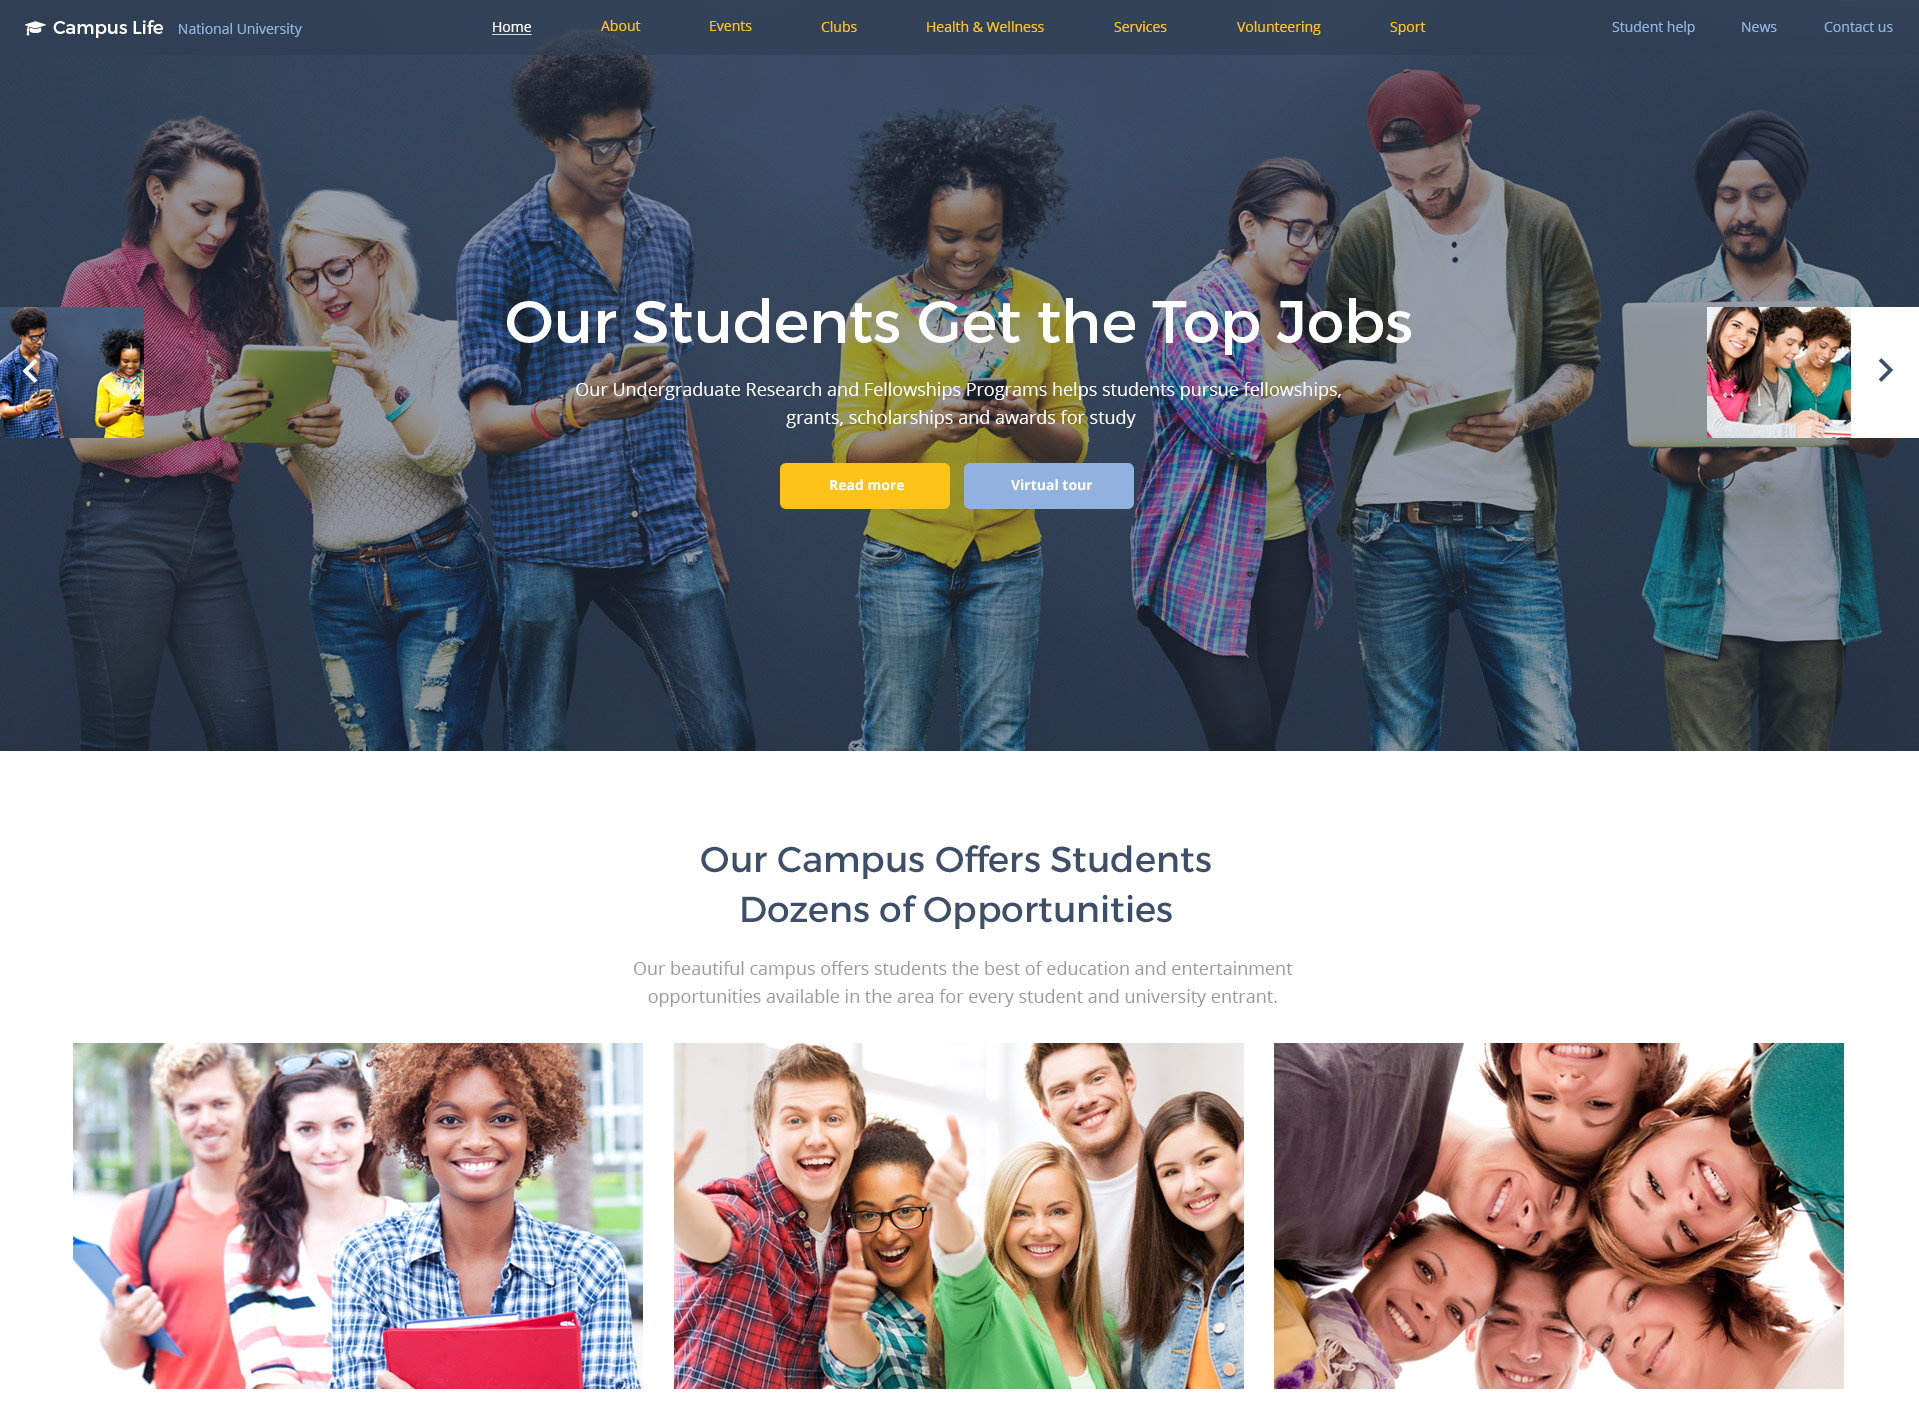 Campus Life National University Home About Events Clubs Health & Wellness Services Volunteering Sport Student help News Contact us
Our Students Get the Top Jobs
Our Undergraduate Research and Fellowships Programs helps students pursue fellowships,
grants, scholarships and awards for study
Read more Virtual tour
Our Campus Offers Students
Dozens of Opportunities
Our beautiful campus offers students the best of education and entertainment
opportunities available in the area for every student and university entrant.